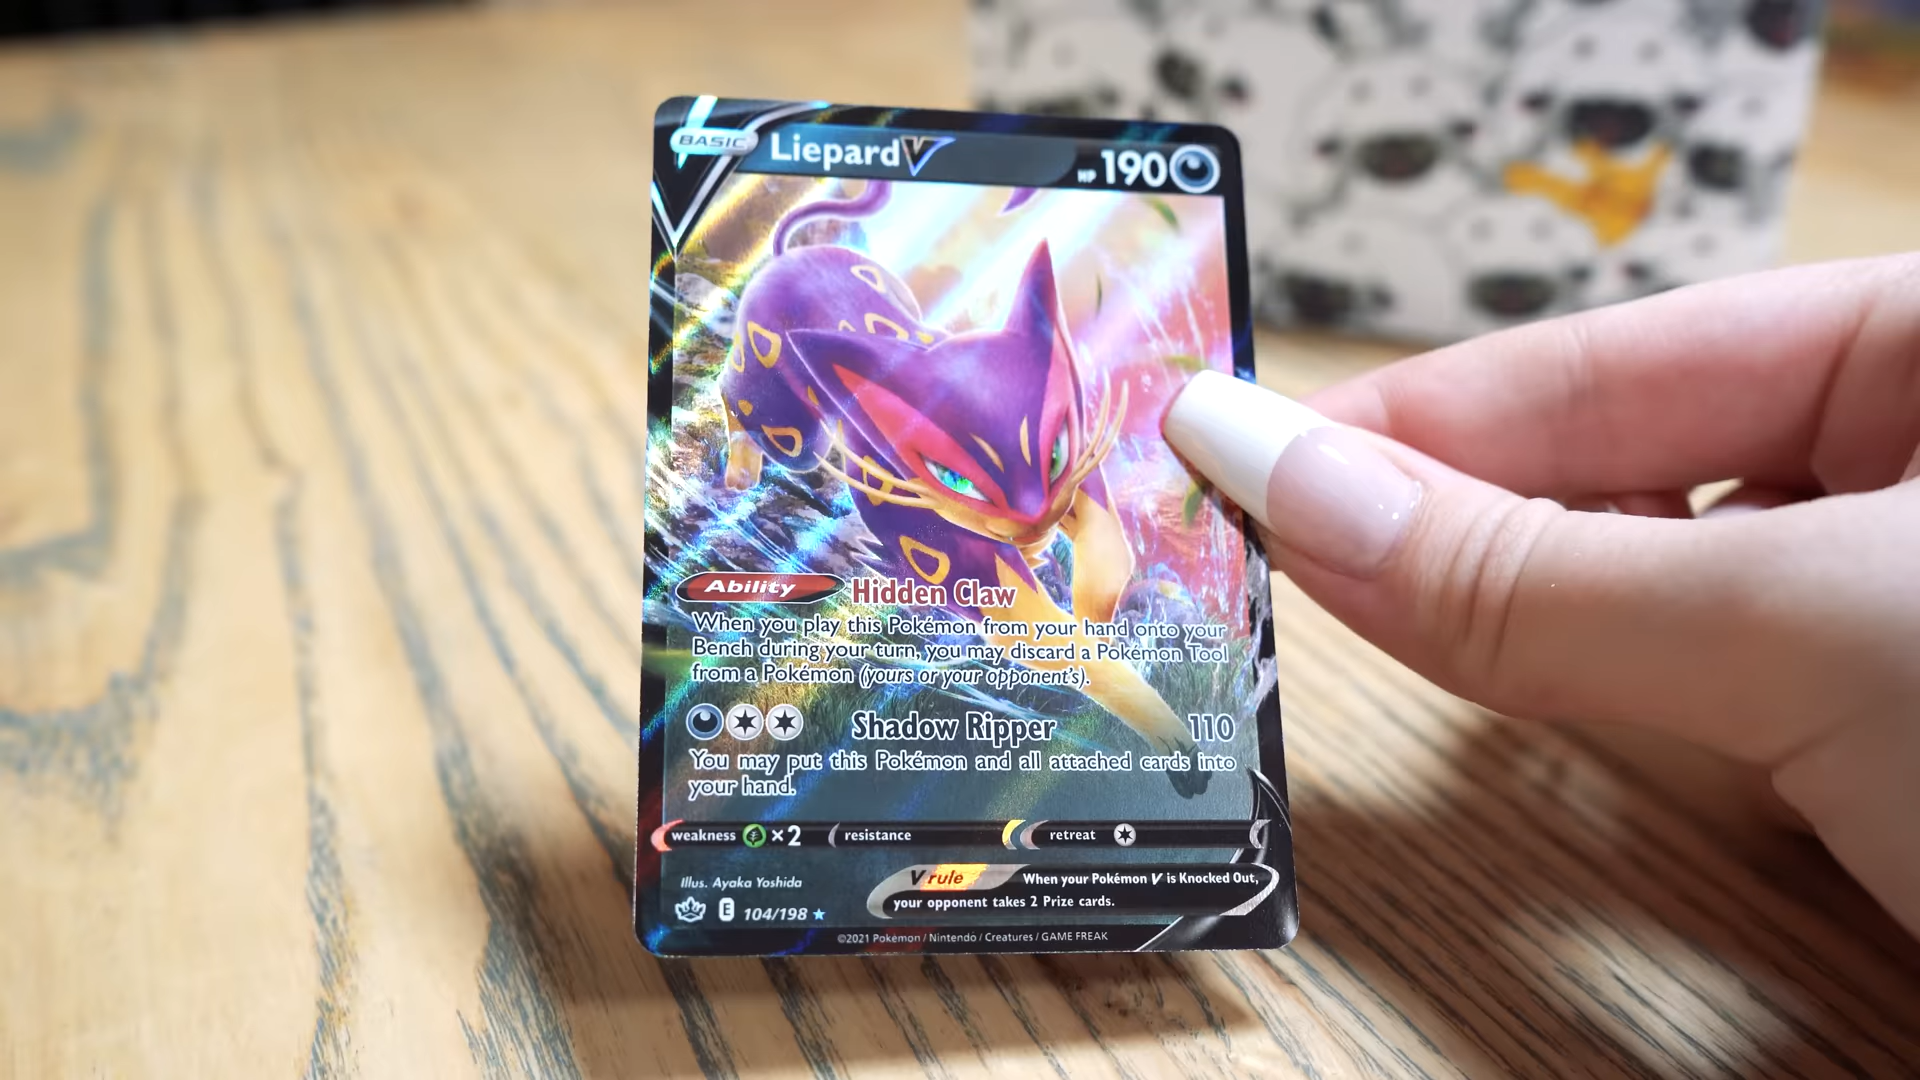 BASIC LiepardV HP 190
Ability Hidden Claw
When you play this Pokémon from your hand onto your
Bench during your turn, you may discard a Pokémon Tool
from a Pokémon (yours or your opponent's).
Shadow Ripper 110
You may put this Pokémon and all attached cards into
your hand.
weakness ×2 resistance retreat
V rule When your Pokémon V is Knocked Out,
your opponent takes 2 Prize cards.
Illus. Ayaka Yoshida
E 104/198 ★
©2021 Pokémon / Nintendo / Creatures / GAME FREAK